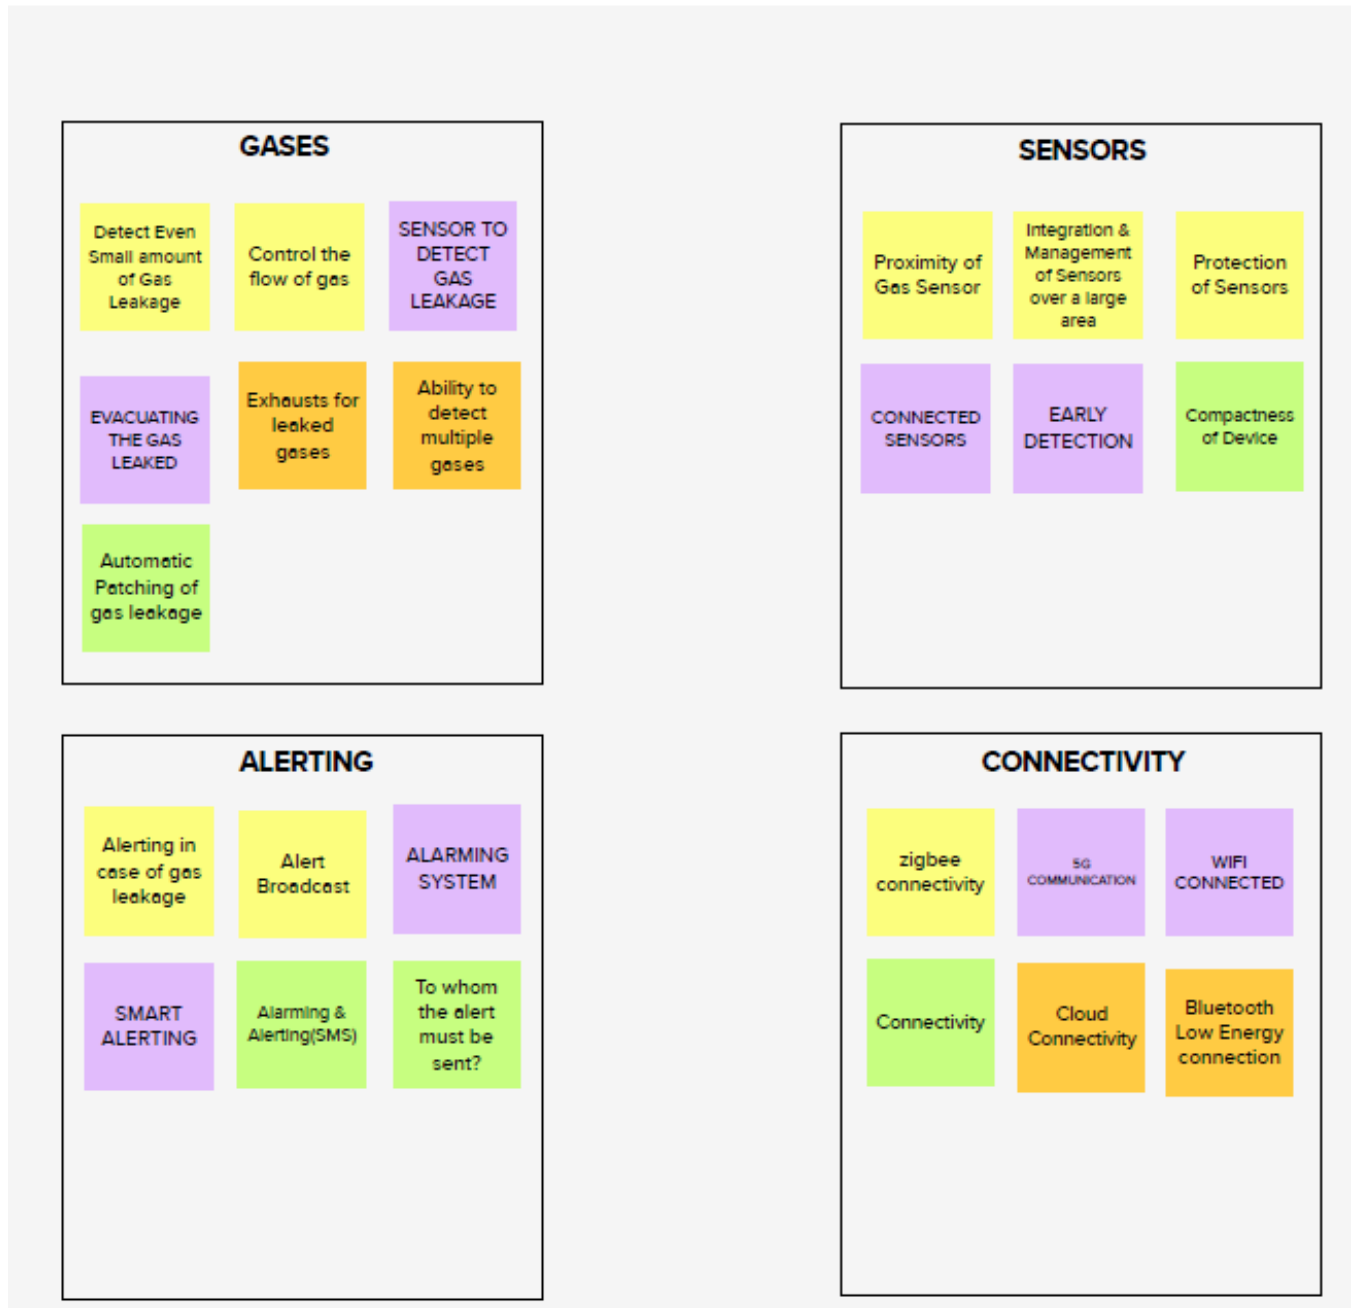 GASES
Detect Even
Small amount
of Gas
Leakage
Control the
flow of gas
SENSOR TO
DETECT
GAS
LEAKAGE
EVACUATING
THE GAS
LEAKED
Exhausts for
leaked
gases
Ability to
detect
multiple
gases
Automatic
Patching of
gas leakage
SENSORS
Proximity of
Gas Sensor
Integration &
Management
of Sensors
over a large
area
Protection
of Sensors
CONNECTED
SENSORS
EARLY
DETECTION
Compactness
of Device
ALERTING
Alerting in
case of gas
leakage
Alert
Broadcast
ALARMING
SYSTEM
SMART
ALERTING
Alarming &
Alerting(SMS)
To whom
the alert
must be
sent?
CONNECTIVITY
zigbee
connectivity
5G
COMMUNICATION
WIFI
CONNECTED
Connectivity
Cloud
Connectivity
Bluetooth
Low Energy
connection